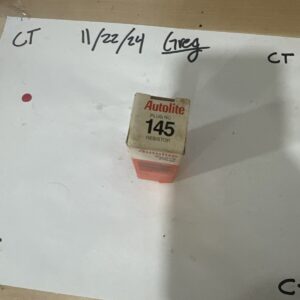 CT 11/22/24 Greg
CT
Autolite
PLUG NO.
145
RESISTOR